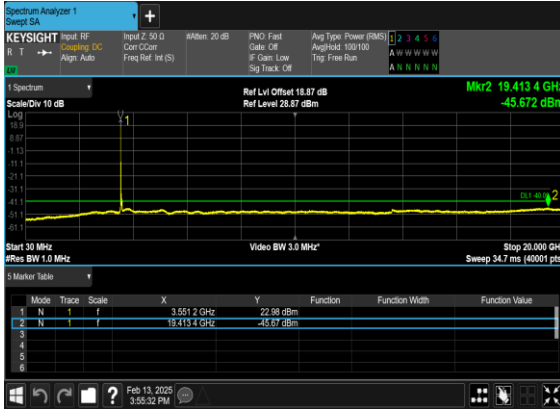 Spectrum Analyzer 1
Swept SA
+
KEYSIGHT Input: RF Input Z: 50 Ω #Atten: 20 dB PNO: Fast Avg Type: Power (RMS) 1 2 3 4 5 6
R T Coupling: DC Corr CCorr Gate: Off Avg|Hold: 100/100 A W W W W W
Align: Auto Freq Ref: Int (S) IF Gain: Low Trig: Free Run
Sig Track: Off A N N N N N
1 Spectrum
Ref Lvl Offset 18.87 dB Mkr2 19.413 4 GHz
Scale/Div 10 dB Ref Level 28.87 dBm -45.672 dBm
Log
18.9
8.87
-1.13
-11.1
-21.1
-31.1
-41.1
-51.1
-61.1
1
2
Start 30 MHz Video BW 3.0 MHz* Stop 20.000 GH
#Res BW 1.0 MHz Sweep 34.7 ms (40001 pts
5 Marker Table
Mode Trace Scale X Y Function Function Width Function Value
1 N 1 f 3.551 2 GHz 22.98 dBm
2 N 1 f 19.413 4 GHz -45.67 dBm
3
4
5
6
? Feb 13, 2025
3:55:32 PM